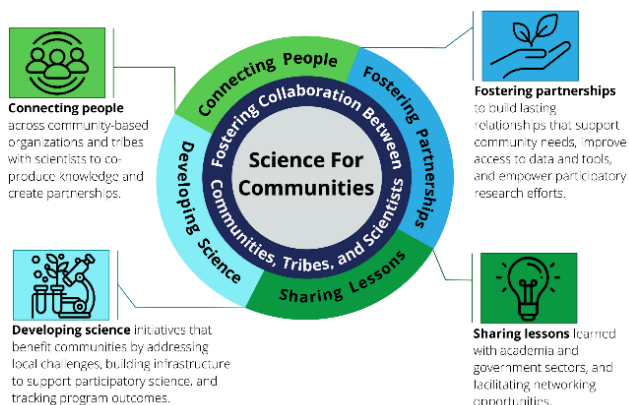 Connecting People
Fostering Partnerships
Sharing Lessons
Developing Science
Fostering Collaboration Between
Communities, Tribes, and Scientists
Science For
Communities
Connecting people
across community-based
organizations and tribes
with scientists to co-
produce knowledge and
create partnerships.
Fostering partnerships
to build lasting
relationships that support
community needs, improve
access to data and tools,
and empower participatory
research efforts.
Developing science initiatives that
benefit communities by addressing
local challenges, building infrastructure
to support participatory science, and
tracking program outcomes.
Sharing lessons learned
with academia and
government sectors, and
facilitating networking
opportunities.